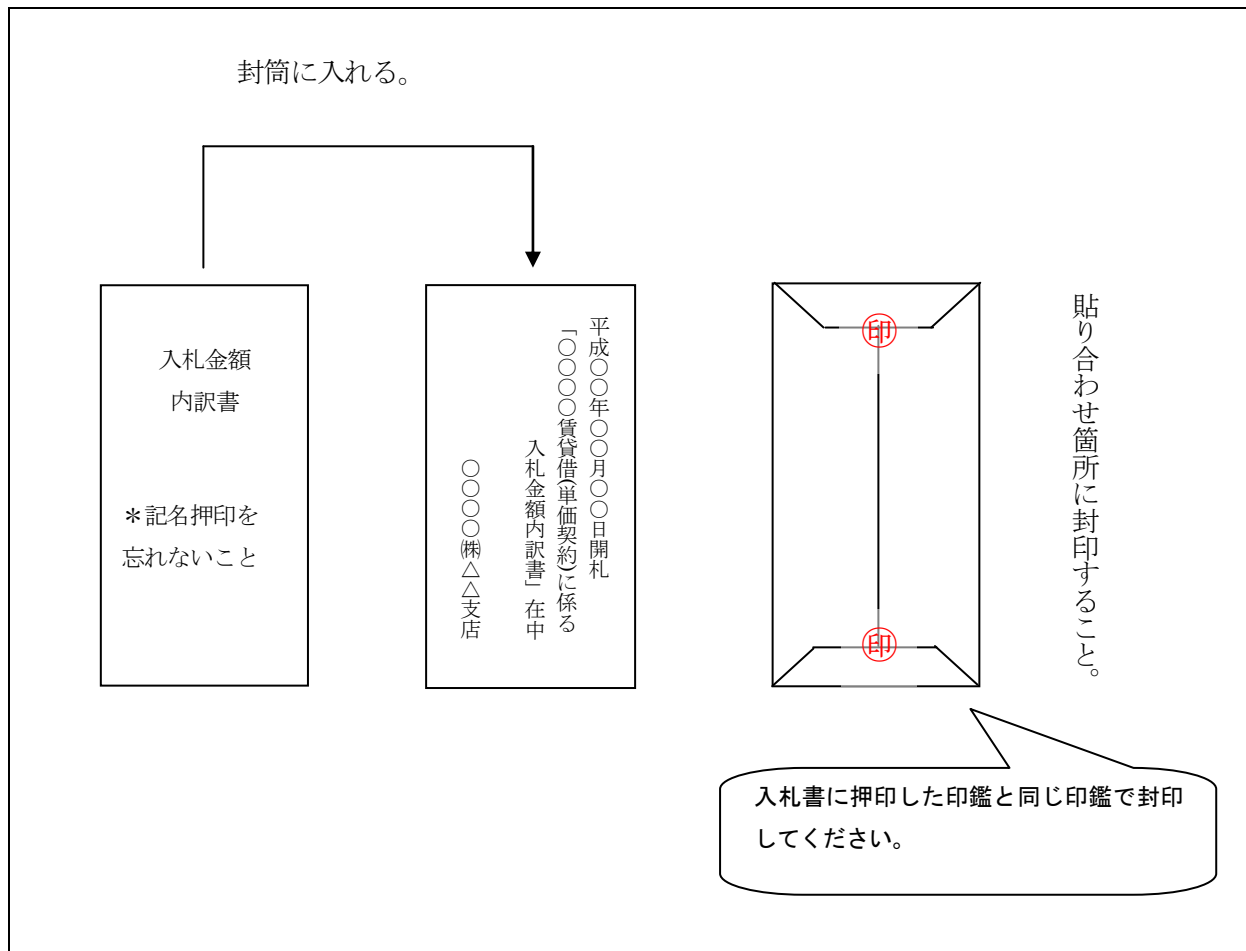 封筒に入れる。
入札金額
内訳書
＊記名押印を
忘れないこと
平成〇〇年〇〇月〇〇日開札
「〇〇〇〇賃貸借(単価契約)に係る
入札金額内訳書」在中
〇〇〇〇㈱△△支店
印
印
貼り合わせ箇所に封印すること。
入札書に押印した印鑑と同じ印鑑で封印
してください。